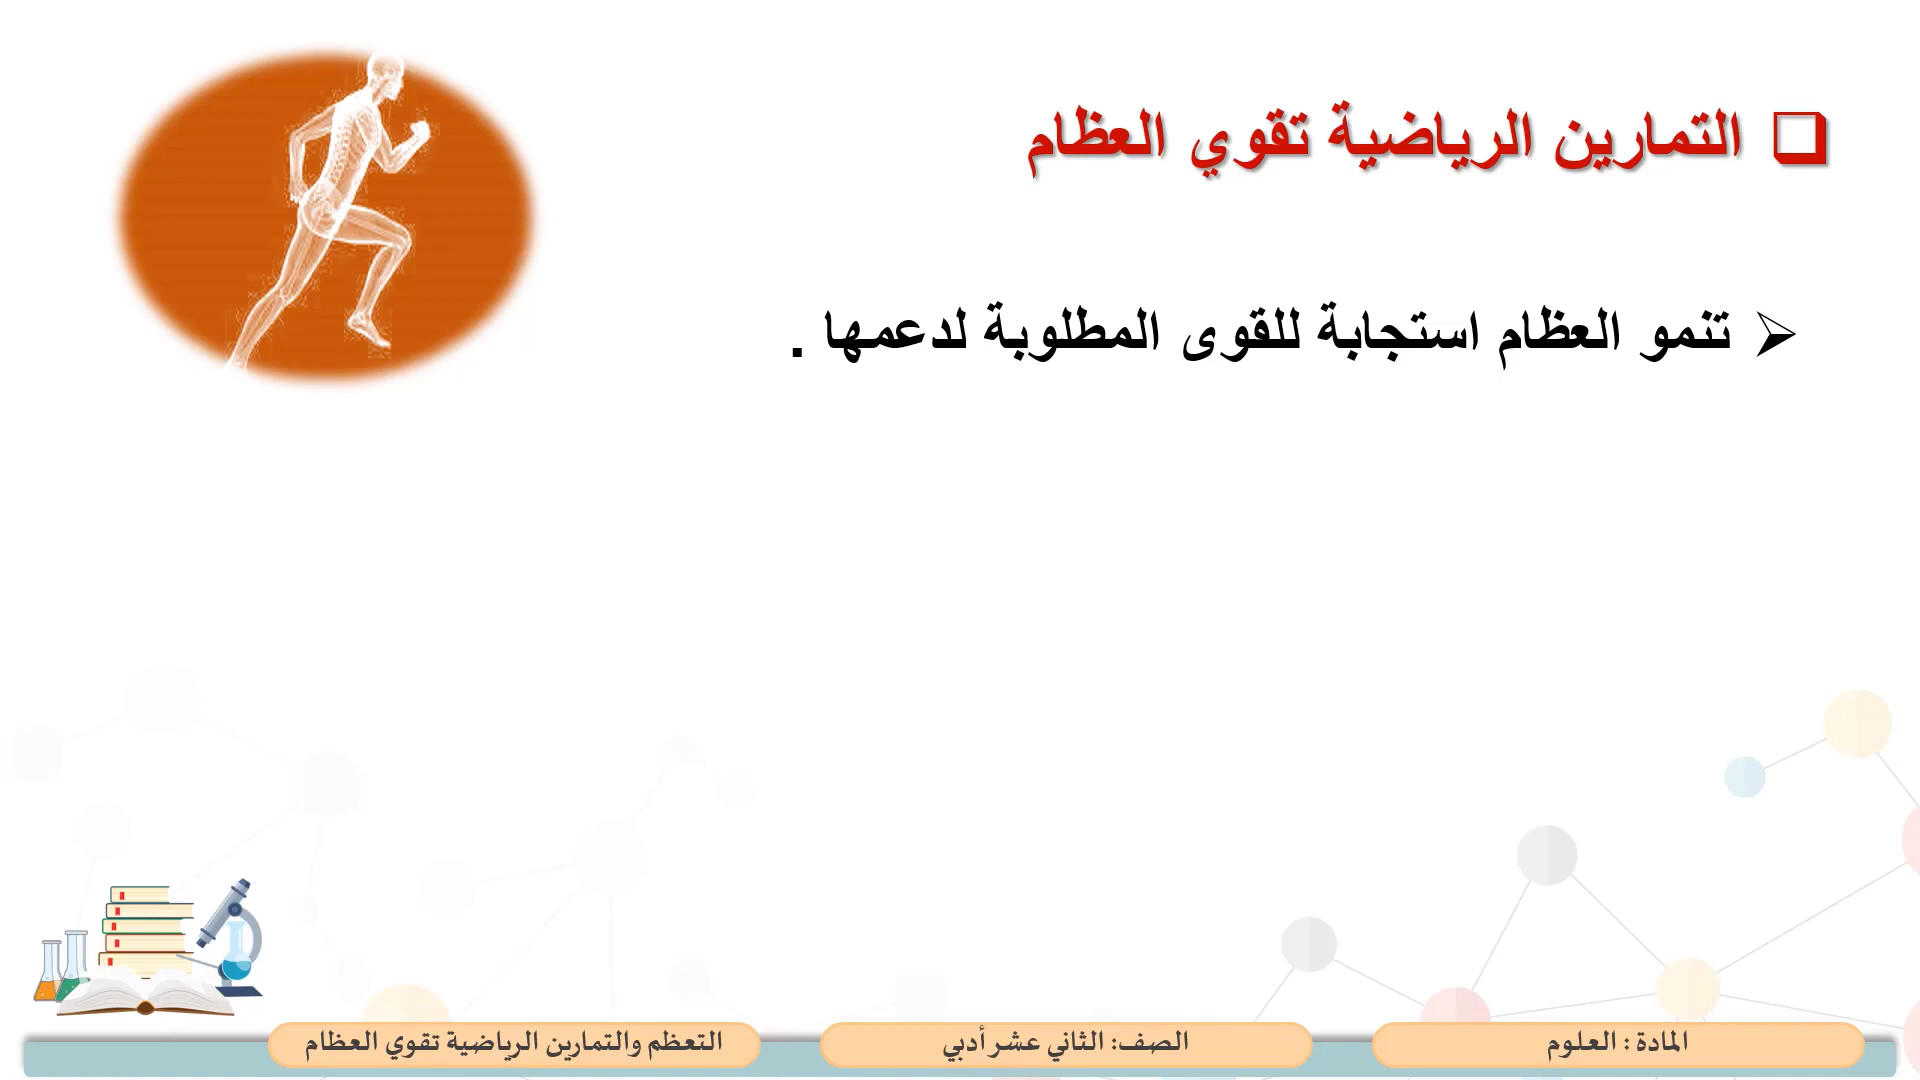 ❑ التمارين الرياضية تقوي العظام
➢ تنمو العظام استجابة للقوى المطلوبة لدعمها .
المادة : العلوم
الصف: الثاني عشر أدبي
التعظم والتمارين الرياضية تقوي العظام